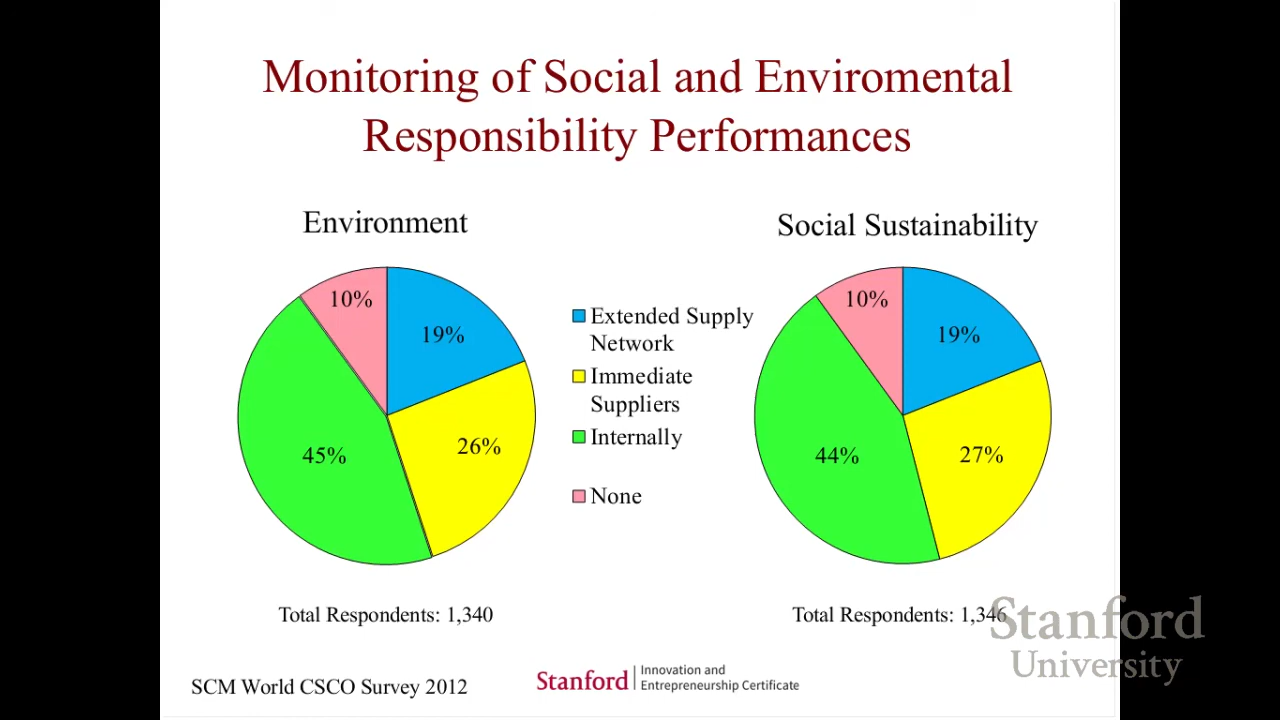 Monitoring of Social and Enviromental
Responsibility Performances
Environment
10%
19%
45%
26%
Total Respondents: 1,340
Extended Supply
Network
Immediate
Suppliers
Internally
None
Social Sustainability
10%
19%
44%
27%
Total Respondents: 1,346
SCM World CSCO Survey 2012
Stanford
Innovation and
Entrepreneurship Certificate
Stanford
University